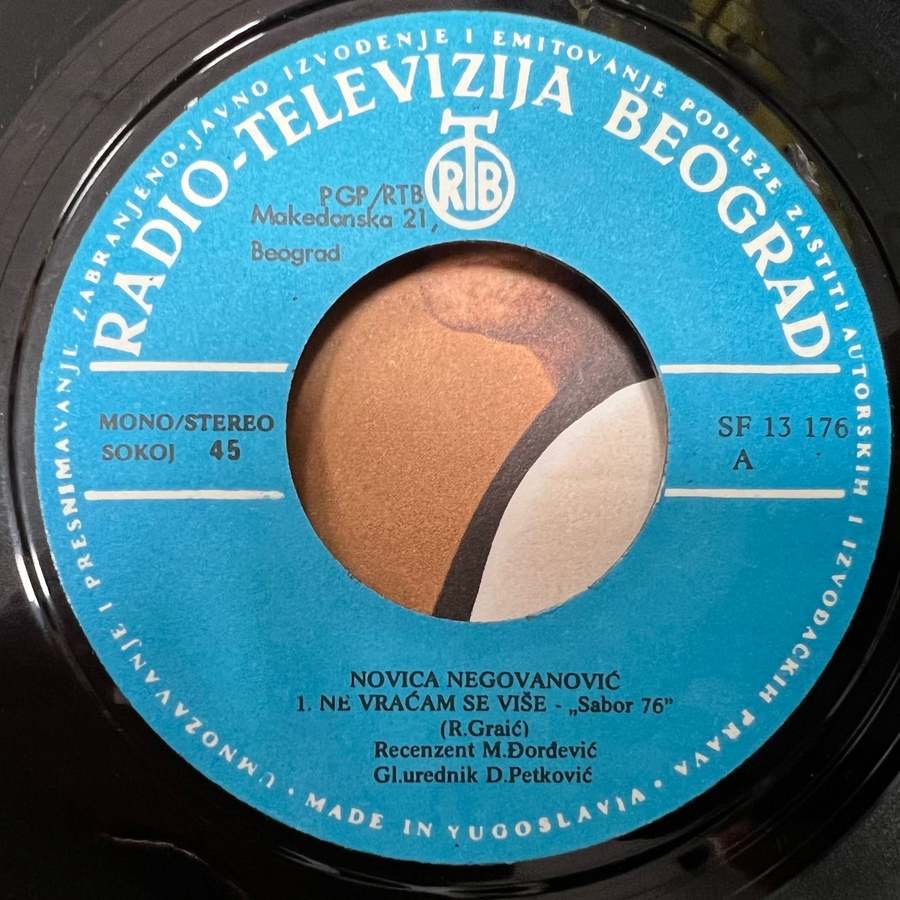 UMNOŽAVANJE I PRESNIMAVANJE ZABRANJENO · JAVNO IZVOĐENJE I EMITOVANJE PODLEŽE ZAŠTITI AUTORSKIH I IZVOĐAČKIH PRAVA · MADE IN YUGOSLAVIA ·
RADIO-TELEVIZIJA BEOGRAD
RTB
PGP/RTB
Makedonska 21,
Beograd
MONO/STEREO
SOKOJ 45
SF 13 176
A
NOVICA NEGOVANOVIĆ
1. NE VRAĆAM SE VIŠE - „Sabor 76”
(R.Graić)
Recenzent M.Đorđević
Gl.urednik D.Petković